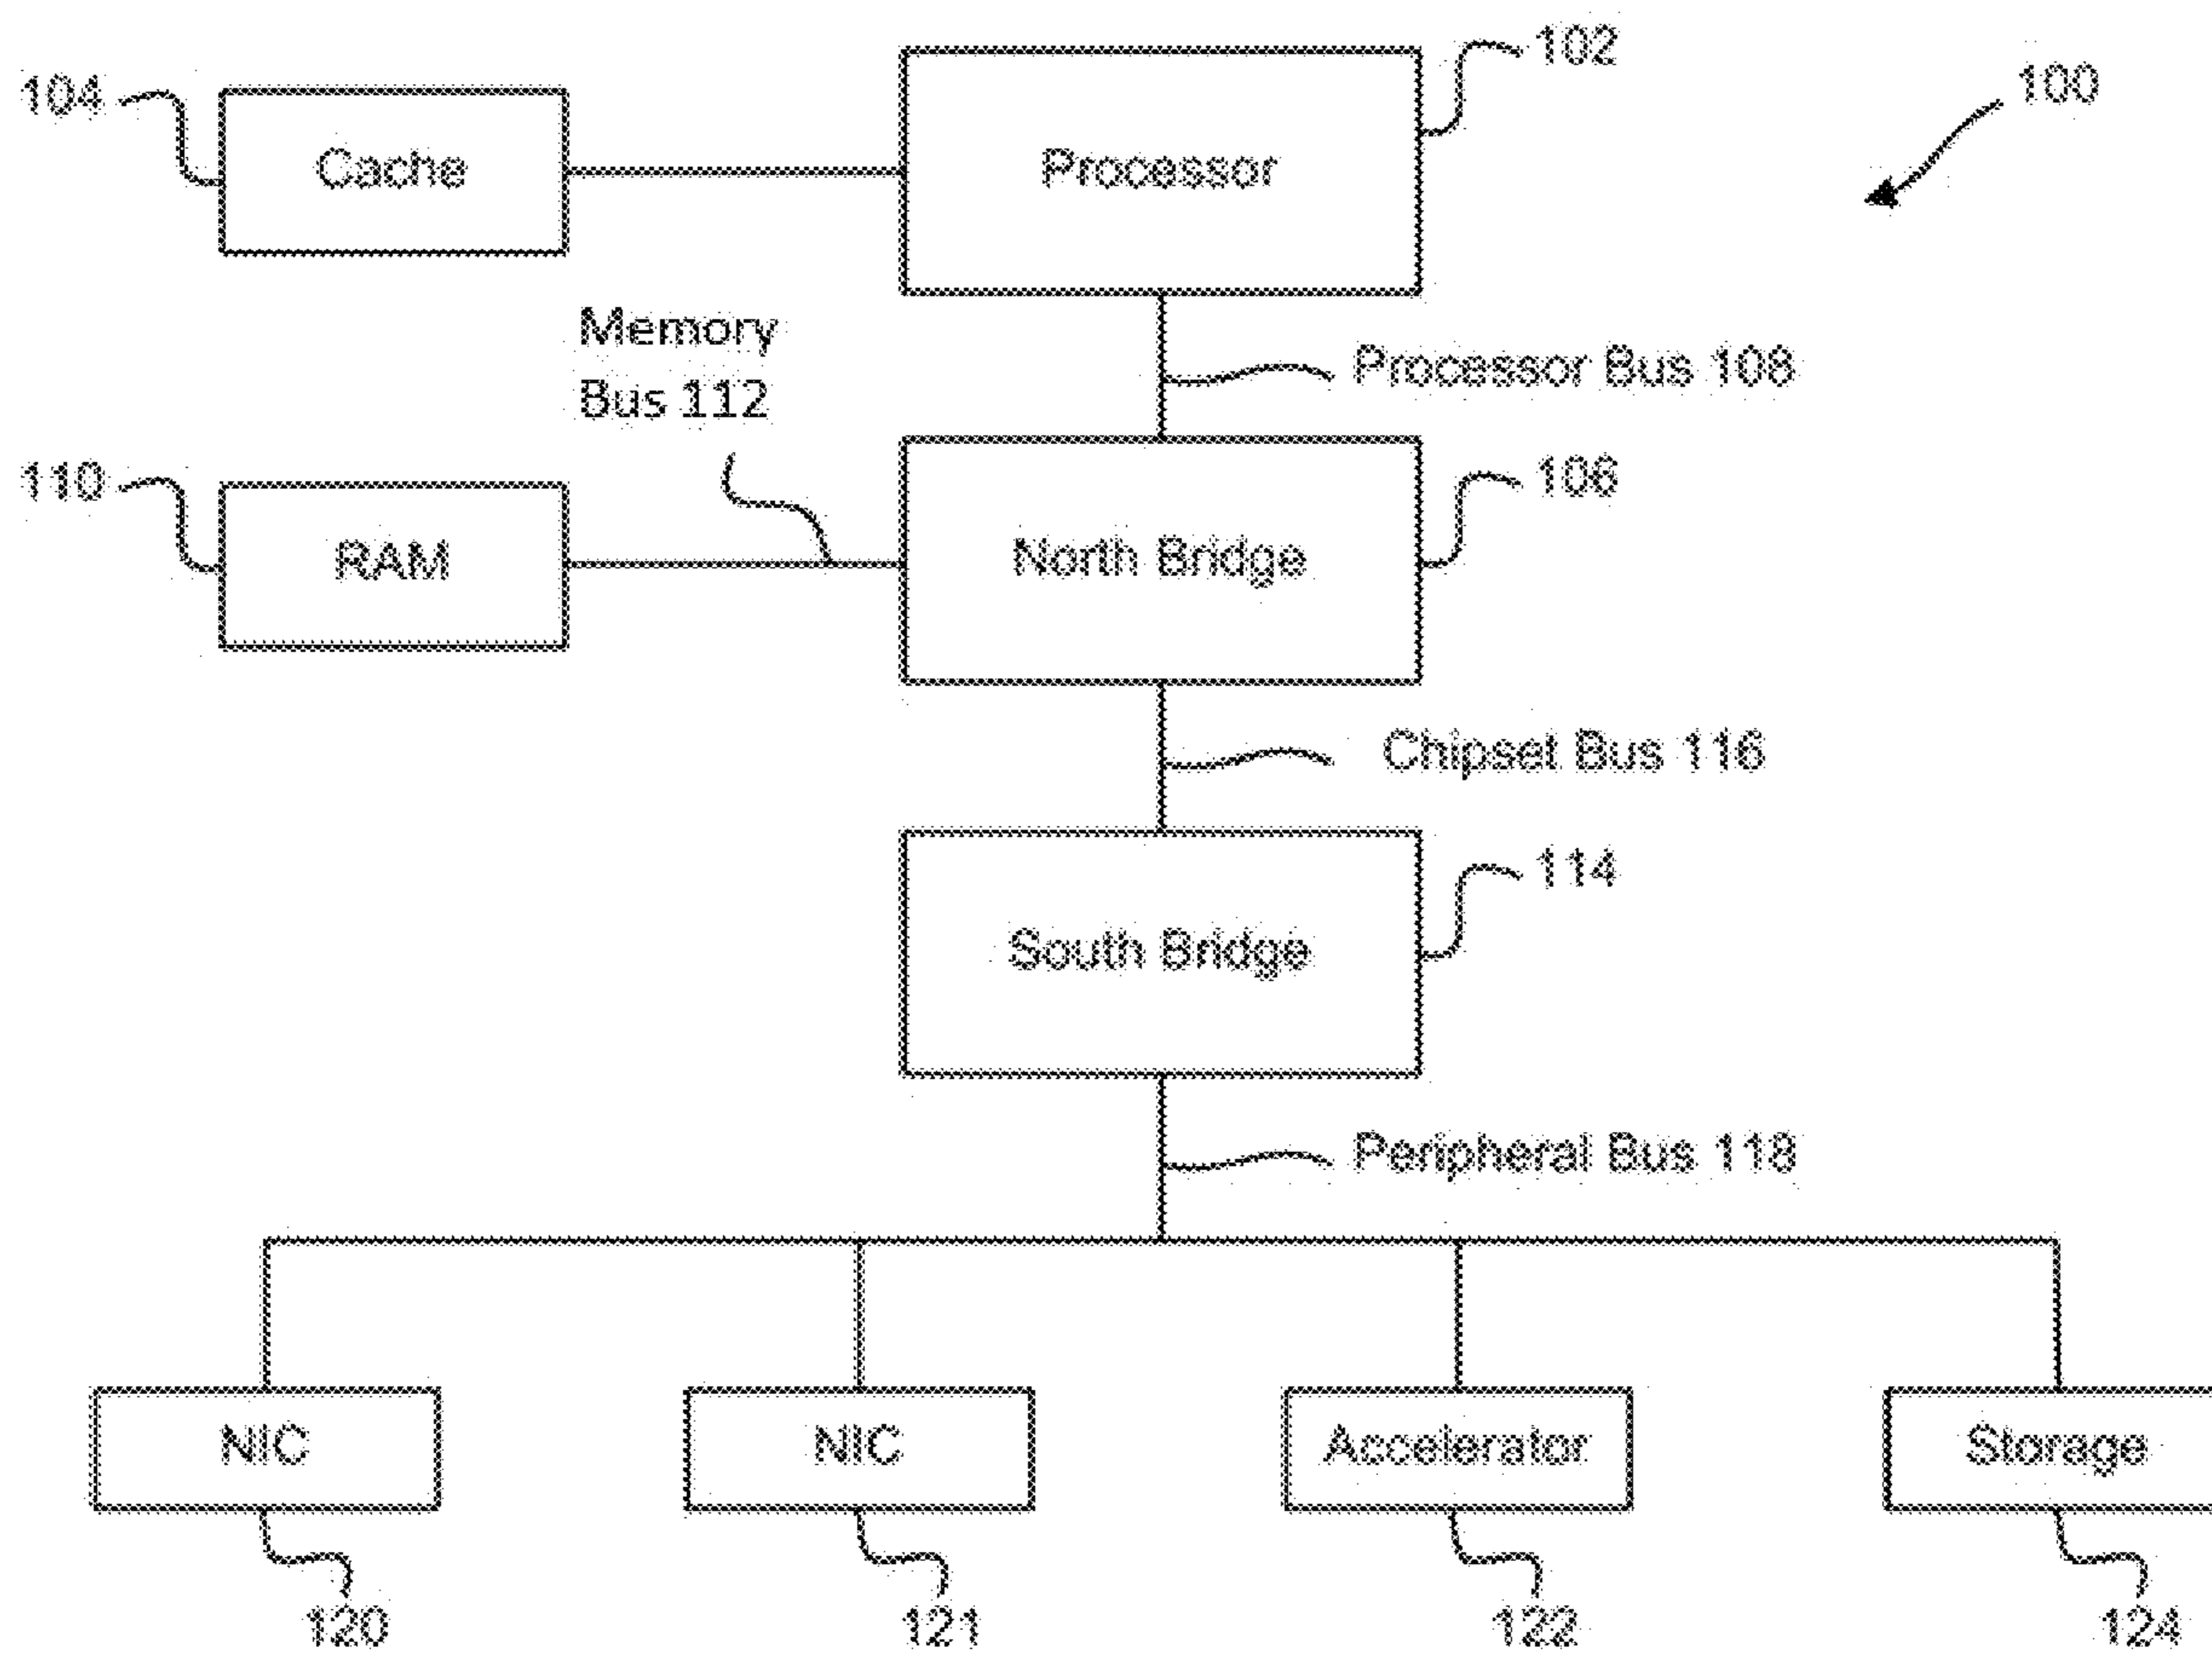 102
100
104
Cache
Processor
Memory
Bus 112
Processor Bus 108
110
106
RAM
North Bridge
Chipset Bus 116
114
South Bridge
Peripheral Bus 118
NIC
NIC
Accelerator
Storage
120
121
122
124